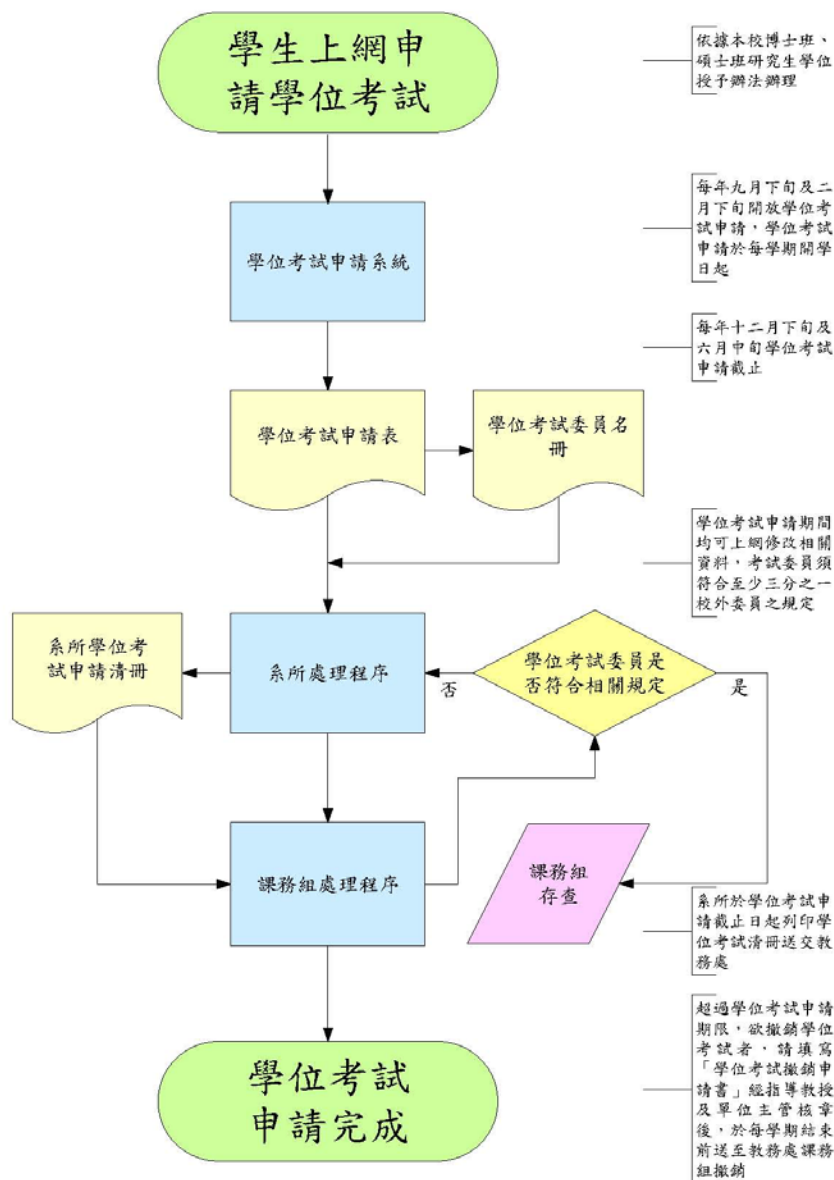 學生上網申
請學位考試
依據本校博士班、
碩士班研究生學位
授予辦法辦理
學位考試申請系統
每年九月下旬及二
月下旬開放學位考
試申請，學位考試
申請於每學期開學
日起
每年十二月下旬及
六月中旬學位考試
申請截止
學位考試申請表
學位考試委員名
冊
學位考試申請期間
均可上網修改相關
資料，考試委員須
符合至少三分之一
校外委員之規定
系所學位考
試申請清冊
系所處理程序
學位考試委員是
否符合相關規定
否
是
課務組處理程序
課務組
存查
系所於學位考試申
請截止日起列印學
位考試清冊送交教
務處
學位考試
申請完成
超過學位考試申請
期限，欲撤銷學位
考試者，請填寫
「學位考試撤銷申
請書」經指導教授
及單位主管核章
後，於每學期結束
前送至教務處課務
組撤銷